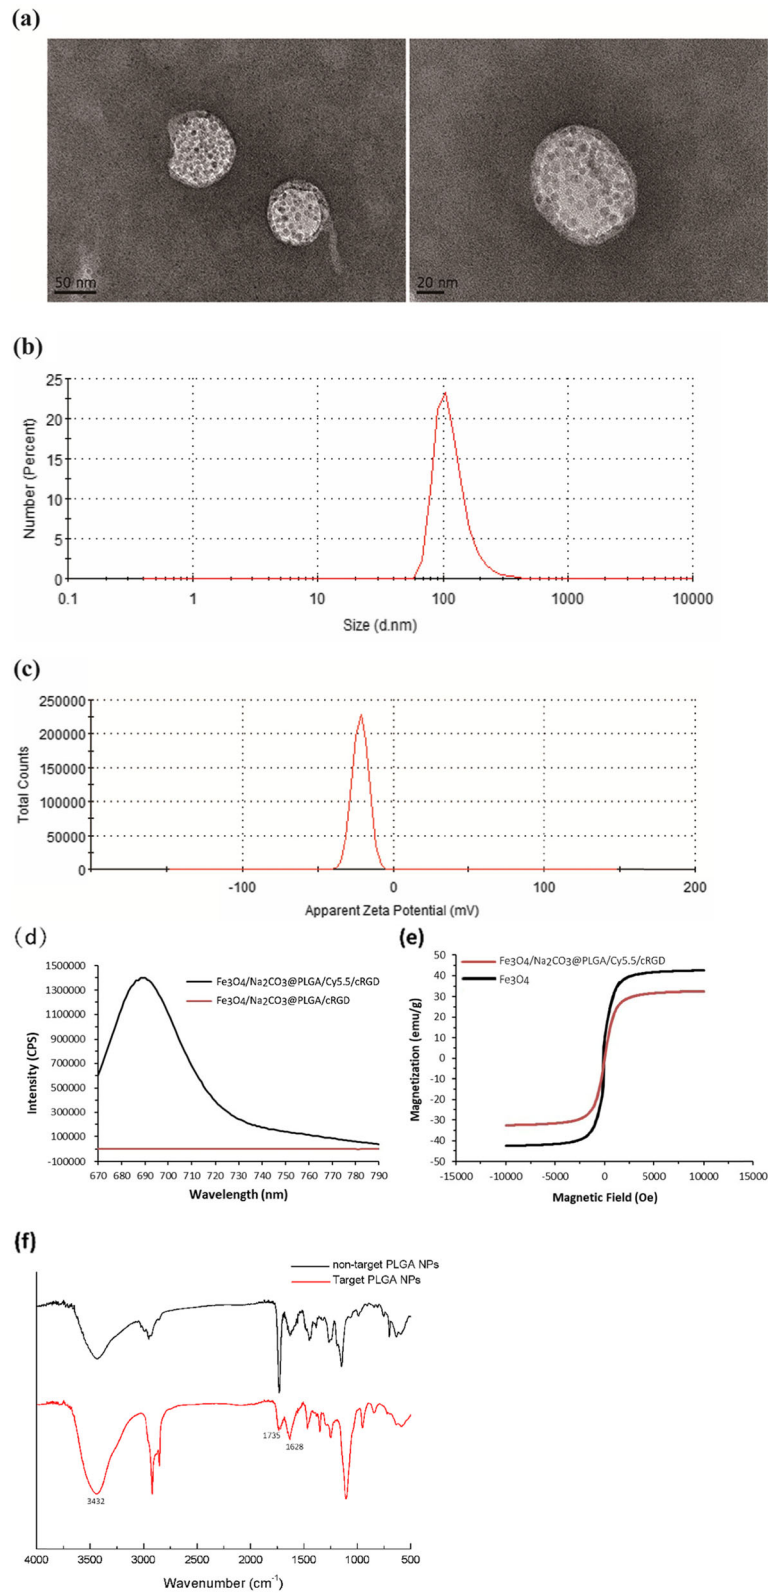 (a)
50 nm
20 nm
(b)
25
20
15
10
5
0
Number (Percent)
0.1 1 10 100 1000 10000
Size (d.nm)
(c)
250000
200000
150000
100000
50000
0
Total Counts
-100 0 100 200
Apparent Zeta Potential (mV)
(d)
1500000
1300000
1100000
900000
700000
500000
300000
100000
-100000
Intensity (CPS)
Fe3O4/Na2CO3@PLGA/Cy5.5/cRGD
Fe3O4/Na2CO3@PLGA/cRGD
670 680 690 700 710 720 730 740 750 760 770 780 790
Wavelength (nm)
(e)
50
40
30
20
10
0
-10
-20
-30
-40
-50
Magnetization (emu/g)
Fe3O4/Na2CO3@PLGA/Cy5.5/cRGD
Fe3O4
-15000 -10000 -5000 0 5000 10000 15000
Magnetic Field (Oe)
(f)
non-target PLGA NPs
Target PLGA NPs
1735
1628
3432
4000 3500 3000 2500 2000 1500 1000 500
Wavenumber (cm-1)